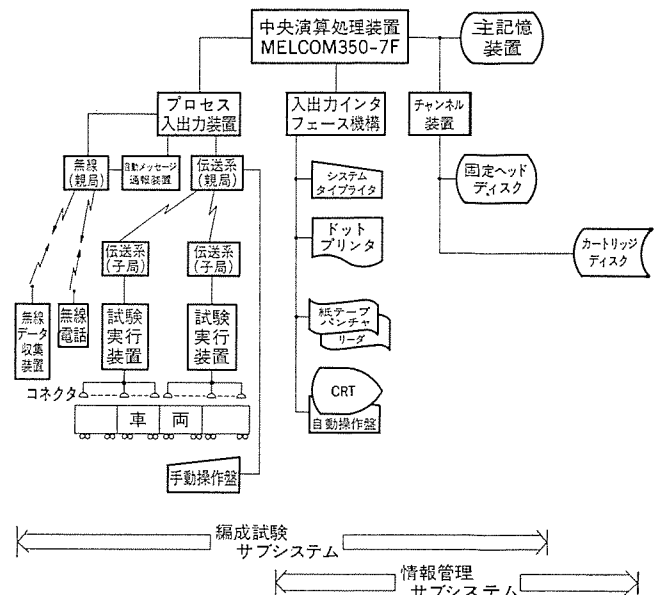 中央演算処理装置
MELCOM350-7F
主記憶
装置
プロセス
入出力装置
入出力インタ
フェース機構
チャンネル
装置
無線
(親局)
自動メッセージ
通報装置
伝送系
(親局)
システム
タイプライタ
固定ヘッド
ディスク
ドット
プリンタ
カートリッジ
ディスク
伝送系
(子局)
伝送系
(子局)
無線
データ
収集
装置
無線
電話
試験
実行
装置
試験
実行
装置
紙テープ
パンチャ
リーダ
コネクタ
CRT
自動操作盤
車両
手動操作盤
編成試験
サブシステム
情報管理
サブシステム